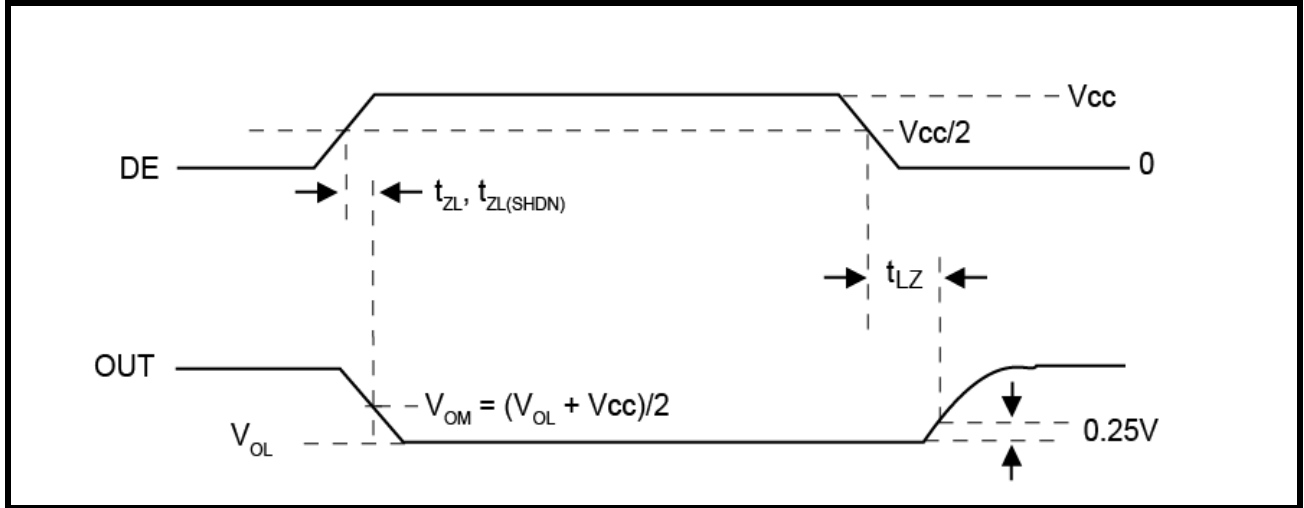 Vcc
Vcc/2
DE
0
tZL, tZL(SHDN)
tLZ
OUT
VOM = (VOL + Vcc)/2
VOL
0.25V